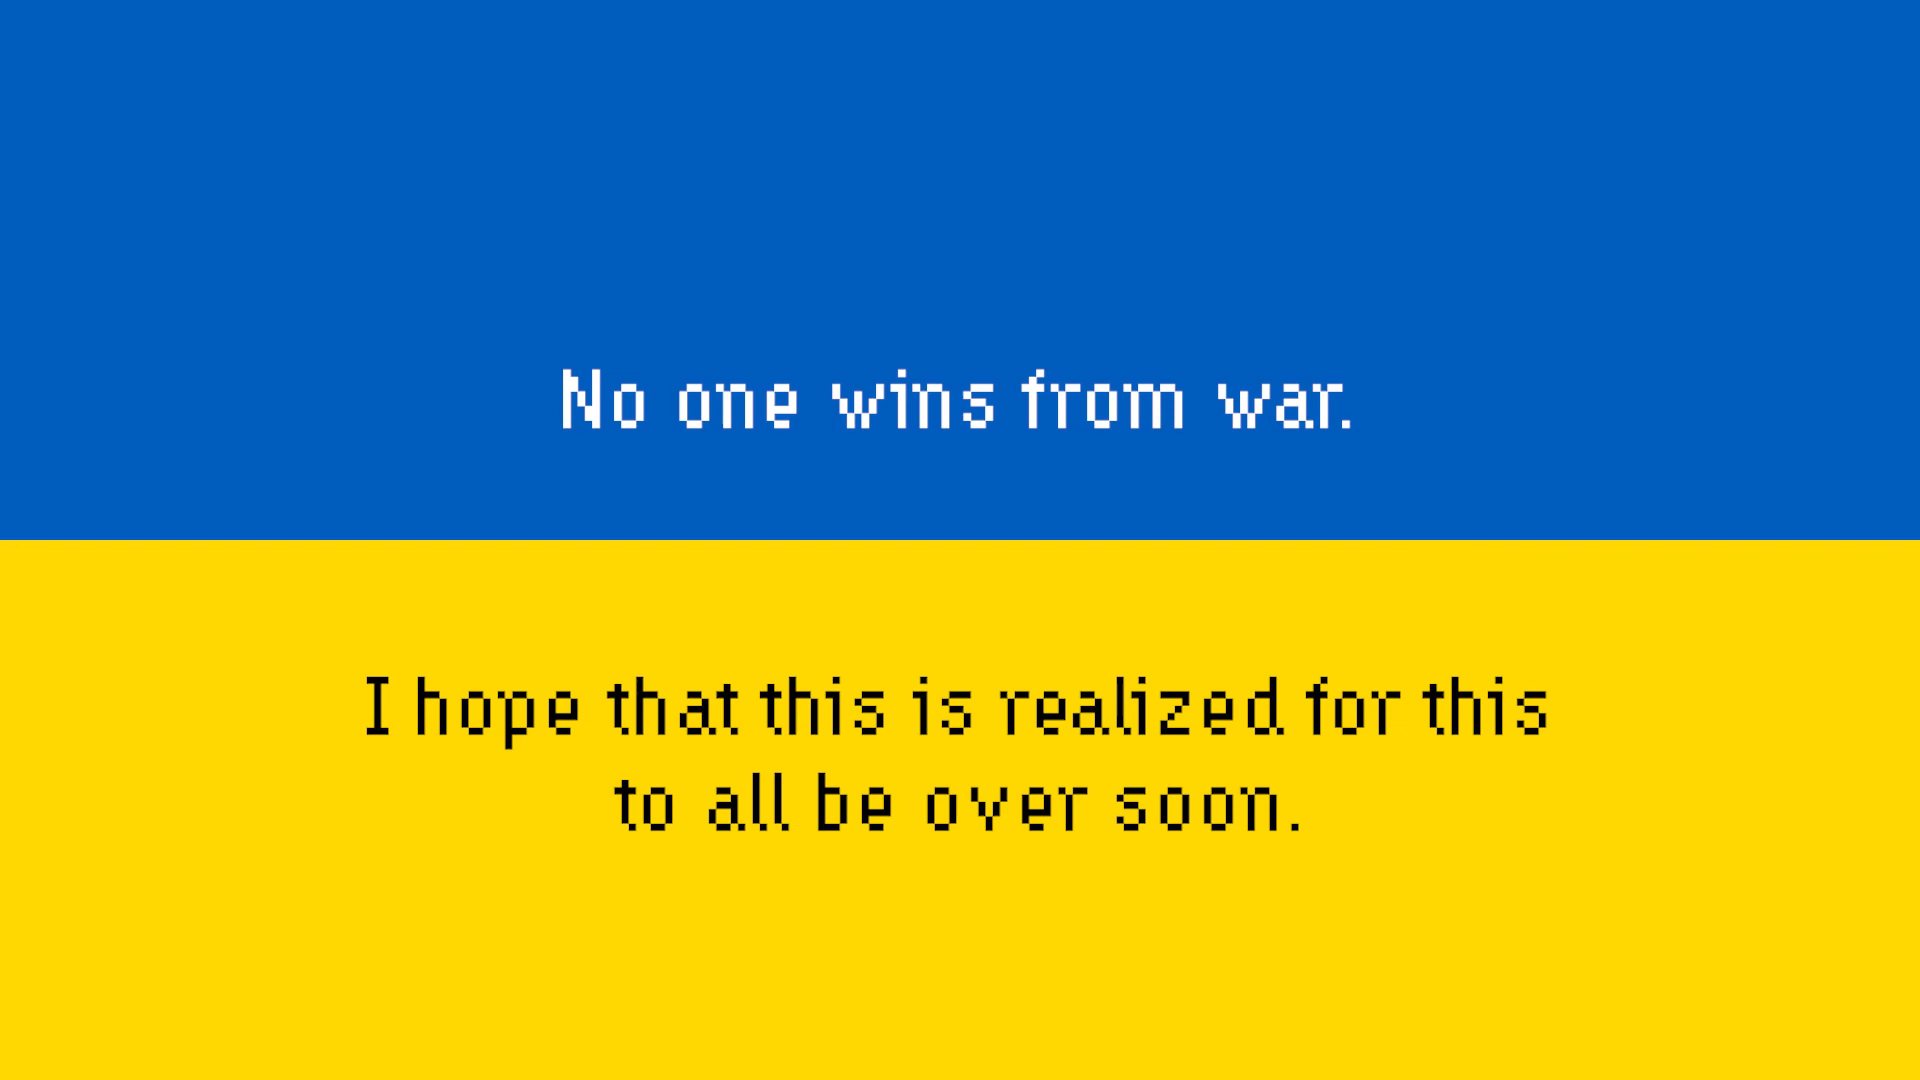 No one wins from war.
I hope that this is realized for this
to all be over soon.